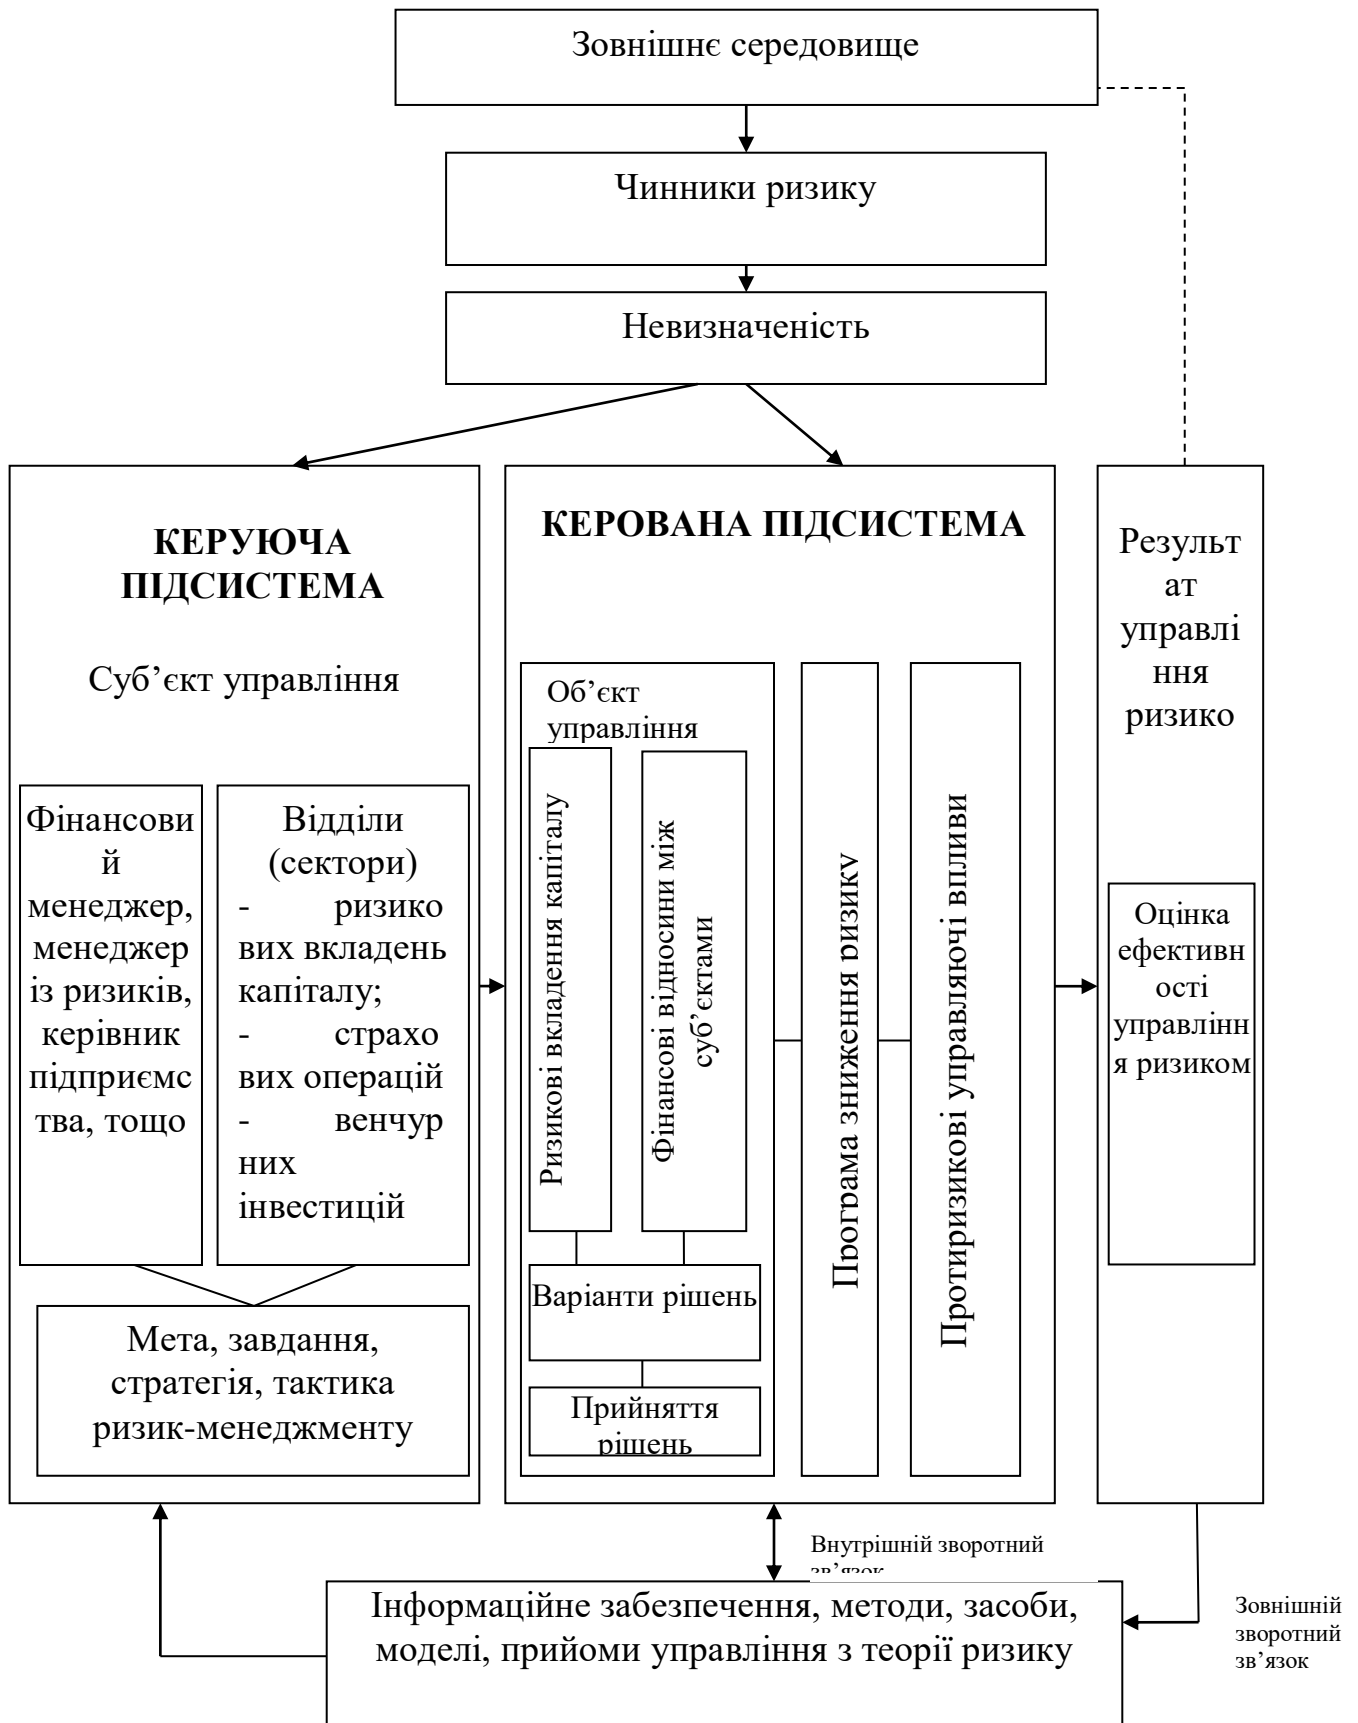 Зовнішнє середовище
Чинники ризику
Невизначеність
КЕРУЮЧА
ПІДСИСТЕМА
Суб’єкт управління
Фінансови
й
менеджер,
менеджер
із ризиків,
керівник
підприємс
тва, тощо
Відділи
(сектори)
- ризико
вих вкладень
капіталу;
- страхо
вих операцій
- венчур
них
інвестицій
Мета, завдання,
стратегія, тактика
ризик-менеджменту
КЕРОВАНА ПІДСИСТЕМА
Об’єкт
управління
Ризикові вкладення капіталу
Фінансові відносини між
суб’єктами
Варіанти рішень
Прийняття
рішень
Програма зниження ризику
Протиризикові управляючі впливи
Результ
ат
управлі
ння
ризико
Оцінка
ефективн
ості
управлінн
я ризиком
Внутрішній зворотний
зв’язок
Інформаційне забезпечення, методи, засоби,
моделі, прийоми управління з теорії ризику
Зовнішній
зворотний
зв’язок